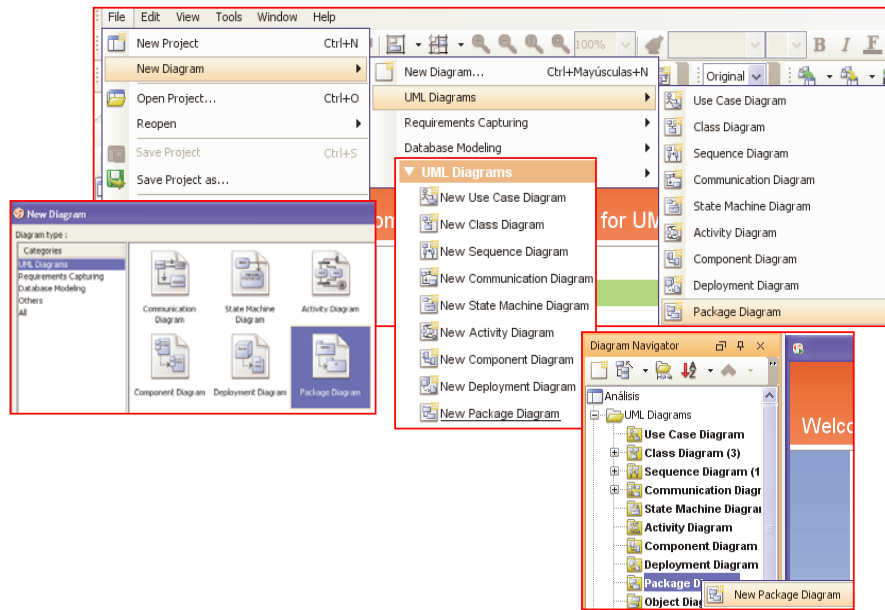 File Edit View Tools Window Help
New Project Ctrl+N
New Diagram
Open Project... Ctrl+O
Reopen
Save Project Ctrl+S
Save Project as...
100%
B I F
Original
New Diagram... Ctrl+Mayúsculas+N
UML Diagrams
Requirements Capturing
Database Modeling
Use Case Diagram
Class Diagram
Sequence Diagram
Communication Diagram
State Machine Diagram
Activity Diagram
Component Diagram
Deployment Diagram
Package Diagram
for UM
UML Diagrams
New Use Case Diagram
New Class Diagram
New Sequence Diagram
New Communication Diagram
New State Machine Diagram
New Activity Diagram
New Component Diagram
New Deployment Diagram
New Package Diagram
New Diagram
Diagram type :
Categories
UML Diagrams
Requirements Capturing
Database Modeling
Others
All
Communication Diagram
State Machine Diagram
Activity Diagram
Component Diagram
Deployment Diagram
Package Diagram
Diagram Navigator
Análisis
UML Diagrams
Use Case Diagram
Class Diagram (3)
Sequence Diagram (1
Communication Diagr
State Machine Diagra
Activity Diagram
Component Diagram
Deployment Diagram
Package D
Object Dia
New Package Diagram
Welco